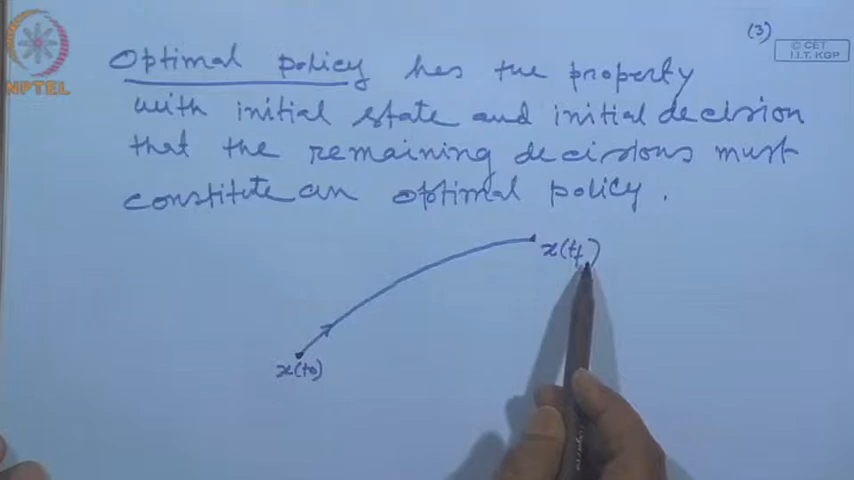 (3)
© CET
I.I.T. KGP
NPTEL
Optimal policy has the property
with initial state and initial decision
that the remaining decisions must
constitute an optimal policy.
x(tf)
x(t0)